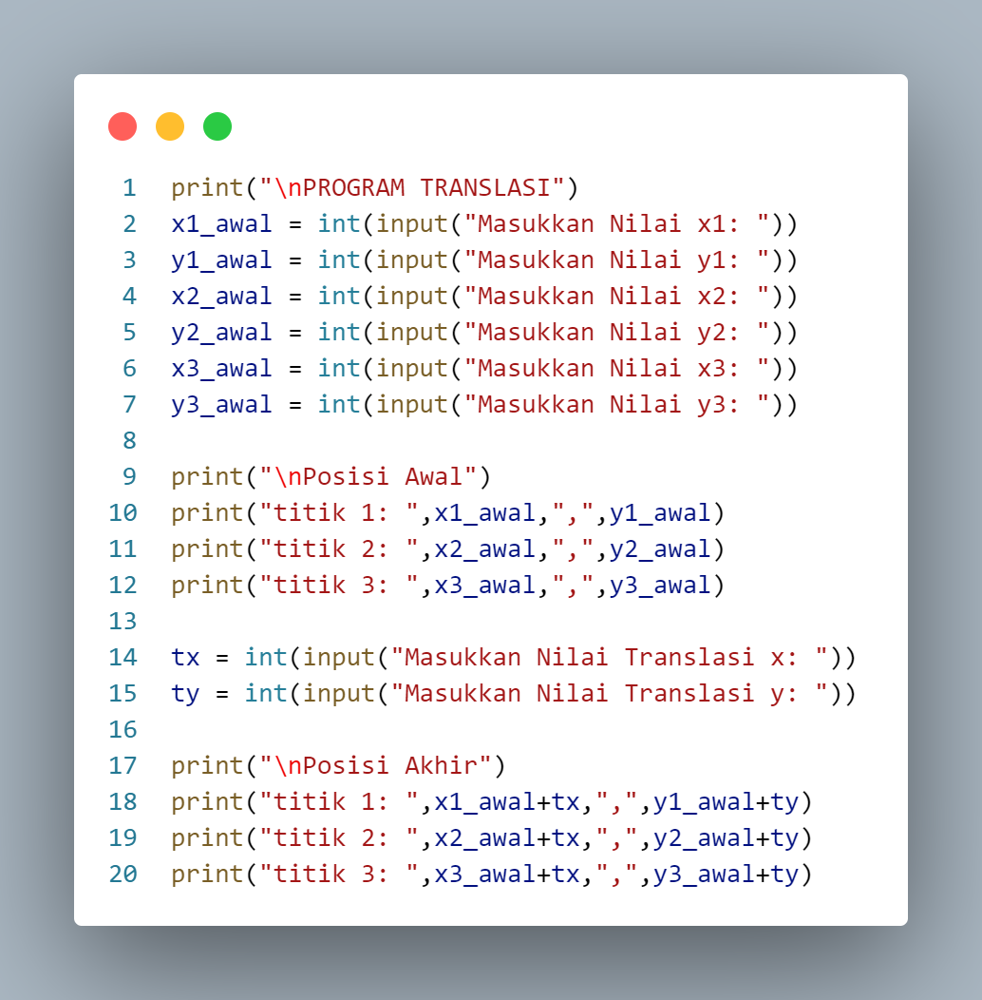 1 print("\nPROGRAM TRANSLASI")
2 x1_awal = int(input("Masukkan Nilai x1: "))
3 y1_awal = int(input("Masukkan Nilai y1: "))
4 x2_awal = int(input("Masukkan Nilai x2: "))
5 y2_awal = int(input("Masukkan Nilai y2: "))
6 x3_awal = int(input("Masukkan Nilai x3: "))
7 y3_awal = int(input("Masukkan Nilai y3: "))
8
9 print("\nPosisi Awal")
10 print("titik 1: ",x1_awal,",",y1_awal)
11 print("titik 2: ",x2_awal,",",y2_awal)
12 print("titik 3: ",x3_awal,",",y3_awal)
13
14 tx = int(input("Masukkan Nilai Translasi x: "))
15 ty = int(input("Masukkan Nilai Translasi y: "))
16
17 print("\nPosisi Akhir")
18 print("titik 1: ",x1_awal+tx,",",y1_awal+ty)
19 print("titik 2: ",x2_awal+tx,",",y2_awal+ty)
20 print("titik 3: ",x3_awal+tx,",",y3_awal+ty)